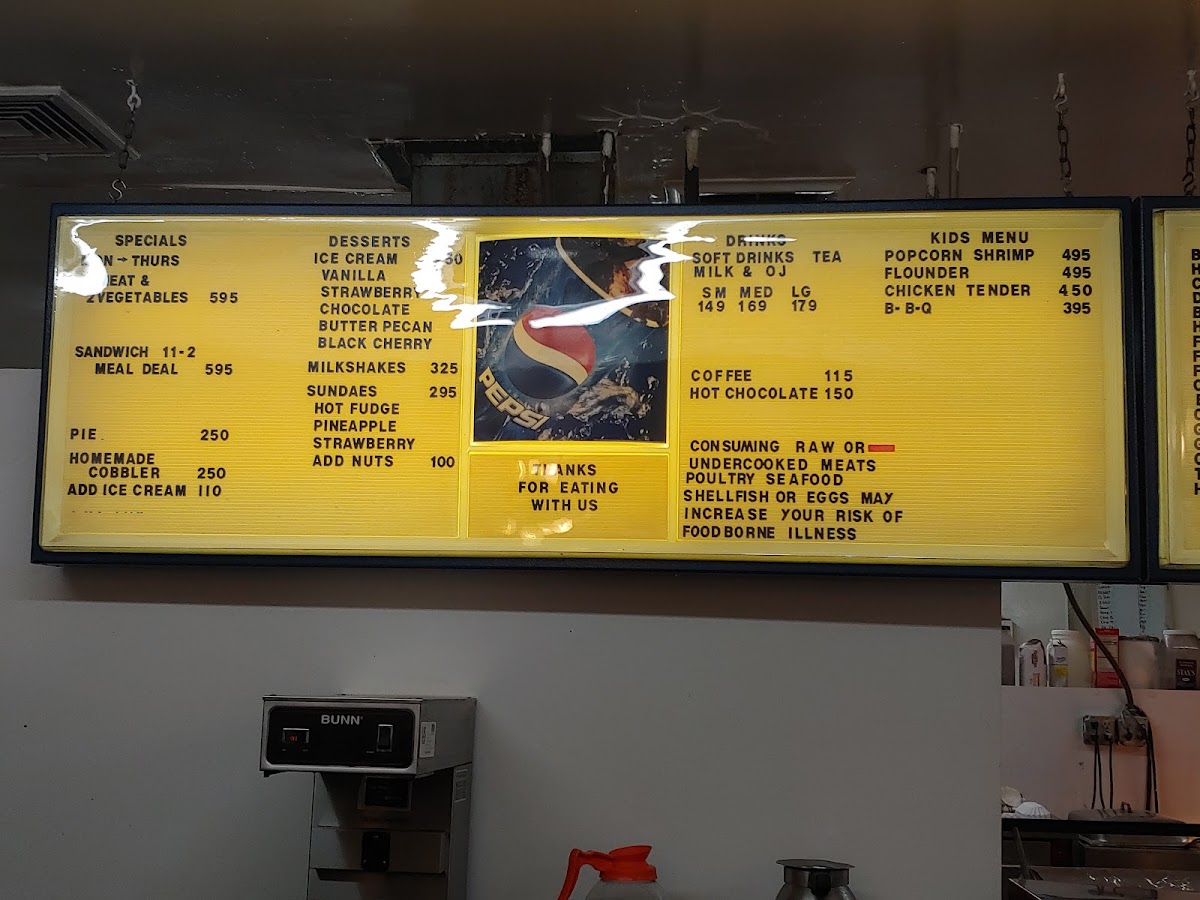 SPECIALS
→ THURS
&
2 VEGETABLES 595
SANDWICH 11-2
MEAL DEAL 595
PIE 250
HOMEMADE
COBBLER 250
ADD ICE CREAM 110
DESSERTS
ICE CREAM
VANILLA
STRAWBERRY
CHOCOLATE
BUTTER PECAN
BLACK CHERRY
MILKSHAKES 325
SUNDAES 295
HOT FUDGE
PINEAPPLE
STRAWBERRY
ADD NUTS 100
PEPSI
THANKS
FOR EATING
WITH US
DRINKS
SOFT DRINKS TEA
MILK & OJ
SM MED LG
149 169 179
COFFEE 115
HOT CHOCOLATE 150
CONSUMING RAW OR
UNDERCOOKED MEATS
POULTRY SEAFOOD
SHELLFISH OR EGGS MAY
INCREASE YOUR RISK OF
FOODBORNE ILLNESS
KIDS MENU
POPCORN SHRIMP 495
FLOUNDER 495
CHICKEN TENDER 450
B-B-Q 395
BUNN